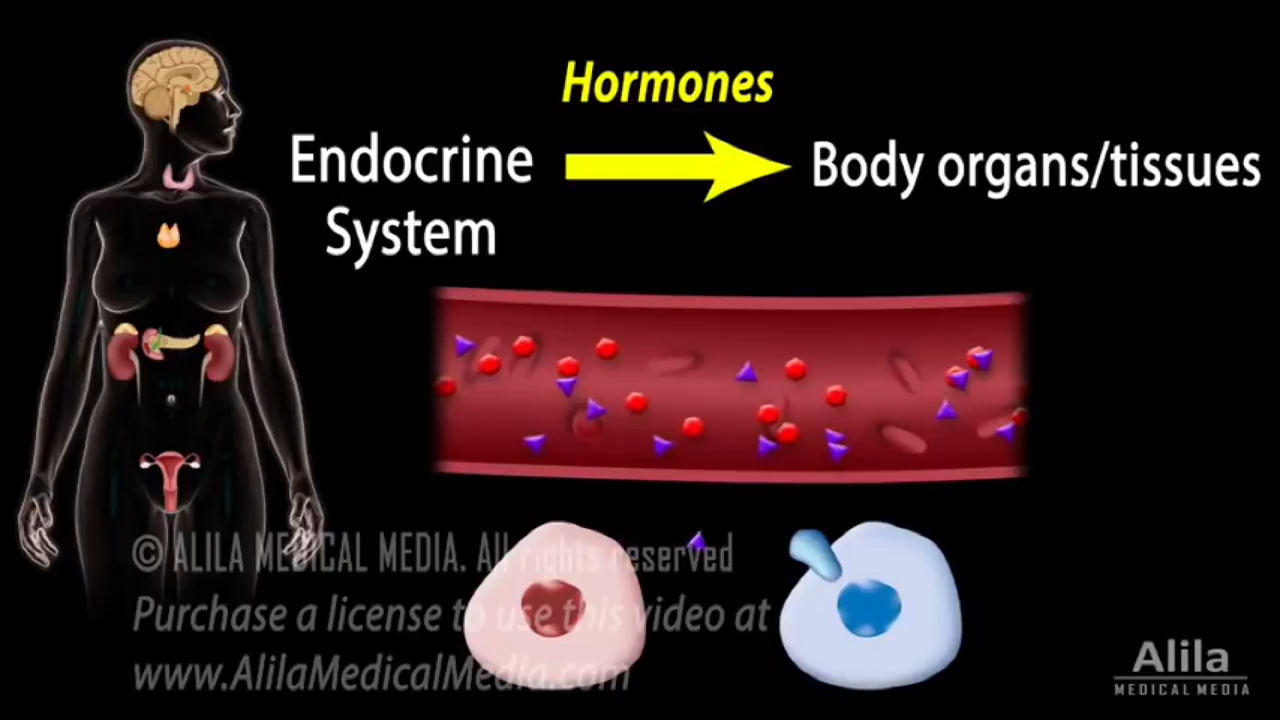 Hormones
Endocrine
System
Body organs/tissues
© ALILA MEDICAL MEDIA. All rights reserved
Purchase a license to use this video at
www.AlilaMedicalMedia.com
Alila
MEDICAL MEDIA